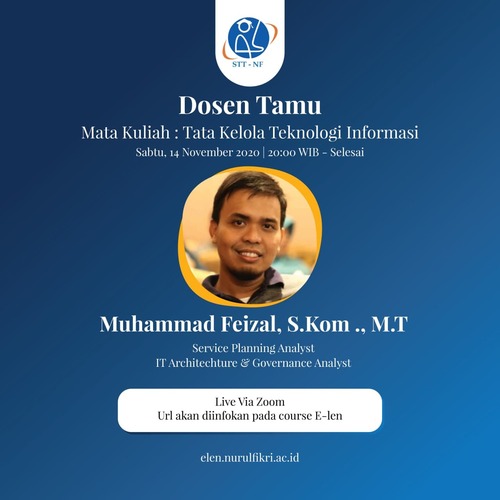 STT - NF
Dosen Tamu
Mata Kuliah : Tata Kelola Teknologi Informasi
Sabtu, 14 November 2020 | 20:00 WIB - Selesai
Muhammad Feizal, S.Kom ., M.T
Service Planning Analyst
IT Architechture & Governance Analyst
Live Via Zoom
Url akan diinfokan pada course E-len
elen.nurulfikri.ac.id